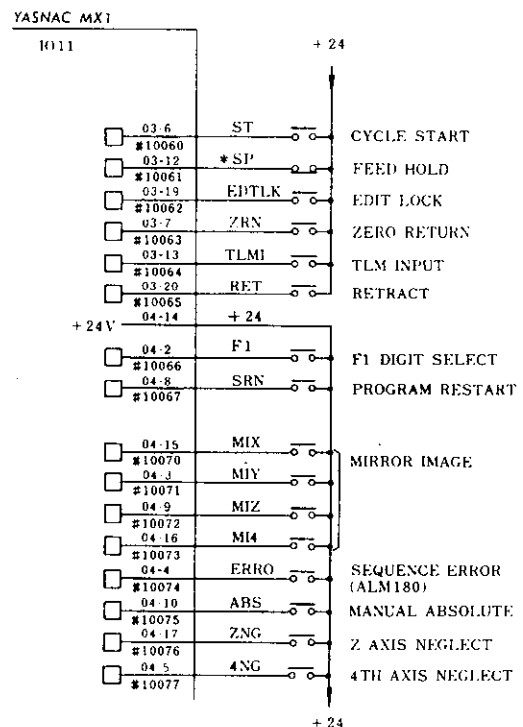 YASNAC MX1
1011
+24
03-6 ST CYCLE START
#10060
03-12 *SP FEED HOLD
#10061
03-19 EDTLK EDIT LOCK
#10062
03-7 ZRN ZERO RETURN
#10063
03-13 TLMI TLM INPUT
#10064
03-20 RET RETRACT
#10065
+24V 04-14 +24
04-2 F1 F1 DIGIT SELECT
#10066
04-8 SRN PROGRAM RESTART
#10067
04-15 MIX MIRROR IMAGE
#10070
04-3 MIY
#10071
04-9 MIZ
#10072
04-16 MI4
#10073
04-4 ERRO SEQUENCE ERROR
#10074 (ALM180)
04-10 ABS MANUAL ABSOLUTE
#10075
04-17 ZNG Z AXIS NEGLECT
#10076
04-5 4NG 4TH AXIS NEGLECT
#10077
+24